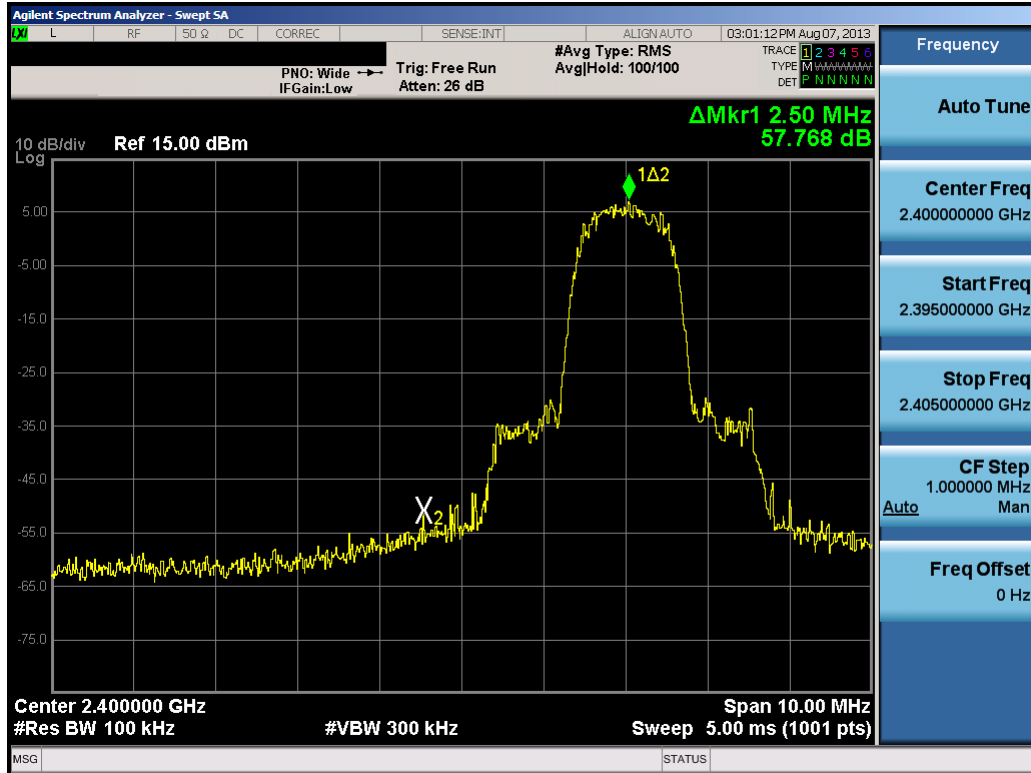 Agilent Spectrum Analyzer - Swept SA
LXI L RF 50 Ω DC CORREC SENSE:INT ALIGN AUTO 03:01:12 PM Aug 07, 2013
PNO: Wide
IFGain:Low
Trig: Free Run
Atten: 26 dB
#Avg Type: RMS
Avg|Hold: 100/100
TRACE 1 2 3 4 5 6
TYPE M WWWWW
DET P N N N N N
ΔMkr1 2.50 MHz
57.768 dB
10 dB/div Ref 15.00 dBm
Log
1Δ2
5.00
-5.00
-15.0
-25.0
-35.0
-45.0
X2
-55.0
-65.0
-75.0
Center 2.400000 GHz Span 10.00 MHz
#Res BW 100 kHz #VBW 300 kHz Sweep 5.00 ms (1001 pts)
MSG STATUS
Frequency
Auto Tune
Center Freq
2.400000000 GHz
Start Freq
2.395000000 GHz
Stop Freq
2.405000000 GHz
CF Step
1.000000 MHz
Auto Man
Freq Offset
0 Hz